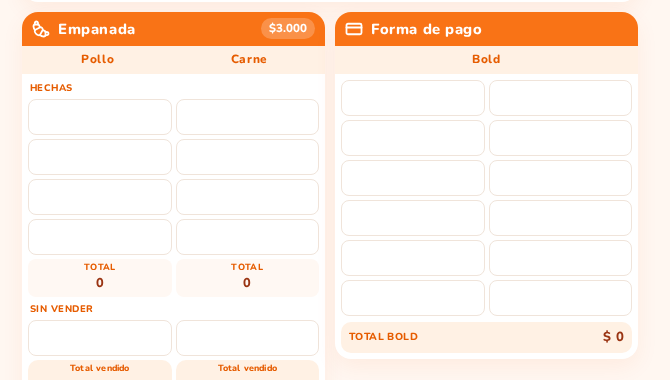 Empanada
$3.000
Pollo
Carne
HECHAS
TOTAL
0
TOTAL
0
SIN VENDER
Total vendido
Total vendido
Forma de pago
Bold
TOTAL BOLD
$ 0